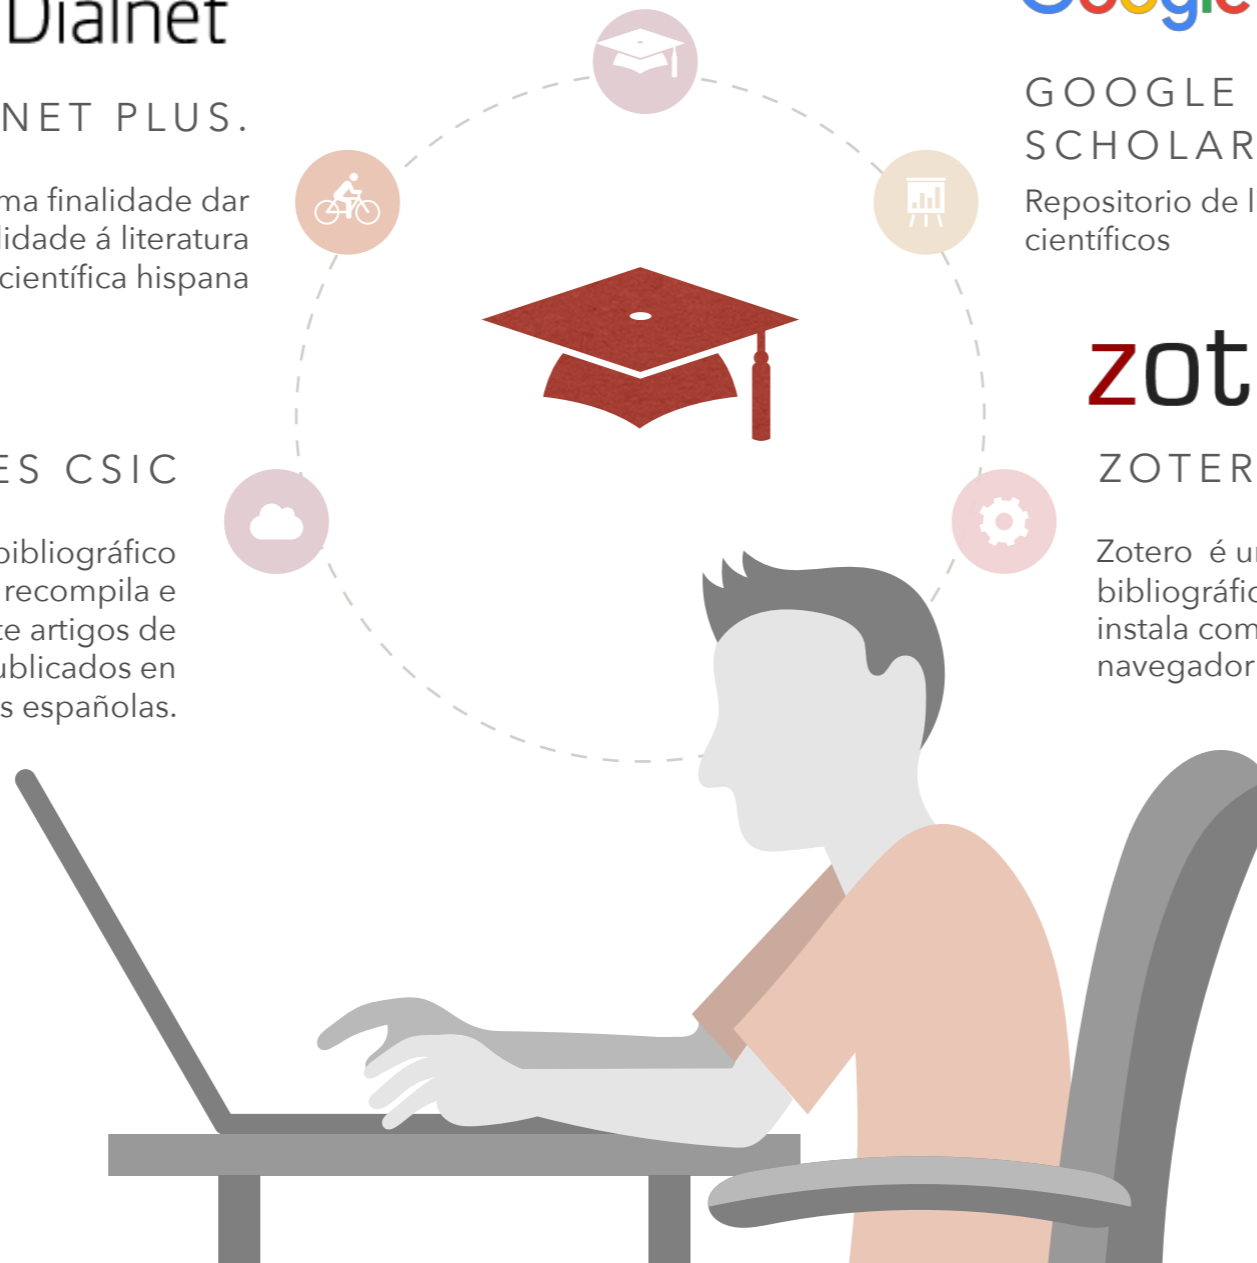 Dialnet
NET PLUS.
ma finalidade dar
lidade á literatura
científica hispana
Google
GOOGLE
SCHOLAR
Repositorio de l
científicos
ES CSIC
bibliográfico
recompila e
te artigos de
ublicados en
s españolas.
zot
ZOTER
Zotero é u
bibliográfic
instala com
navegador